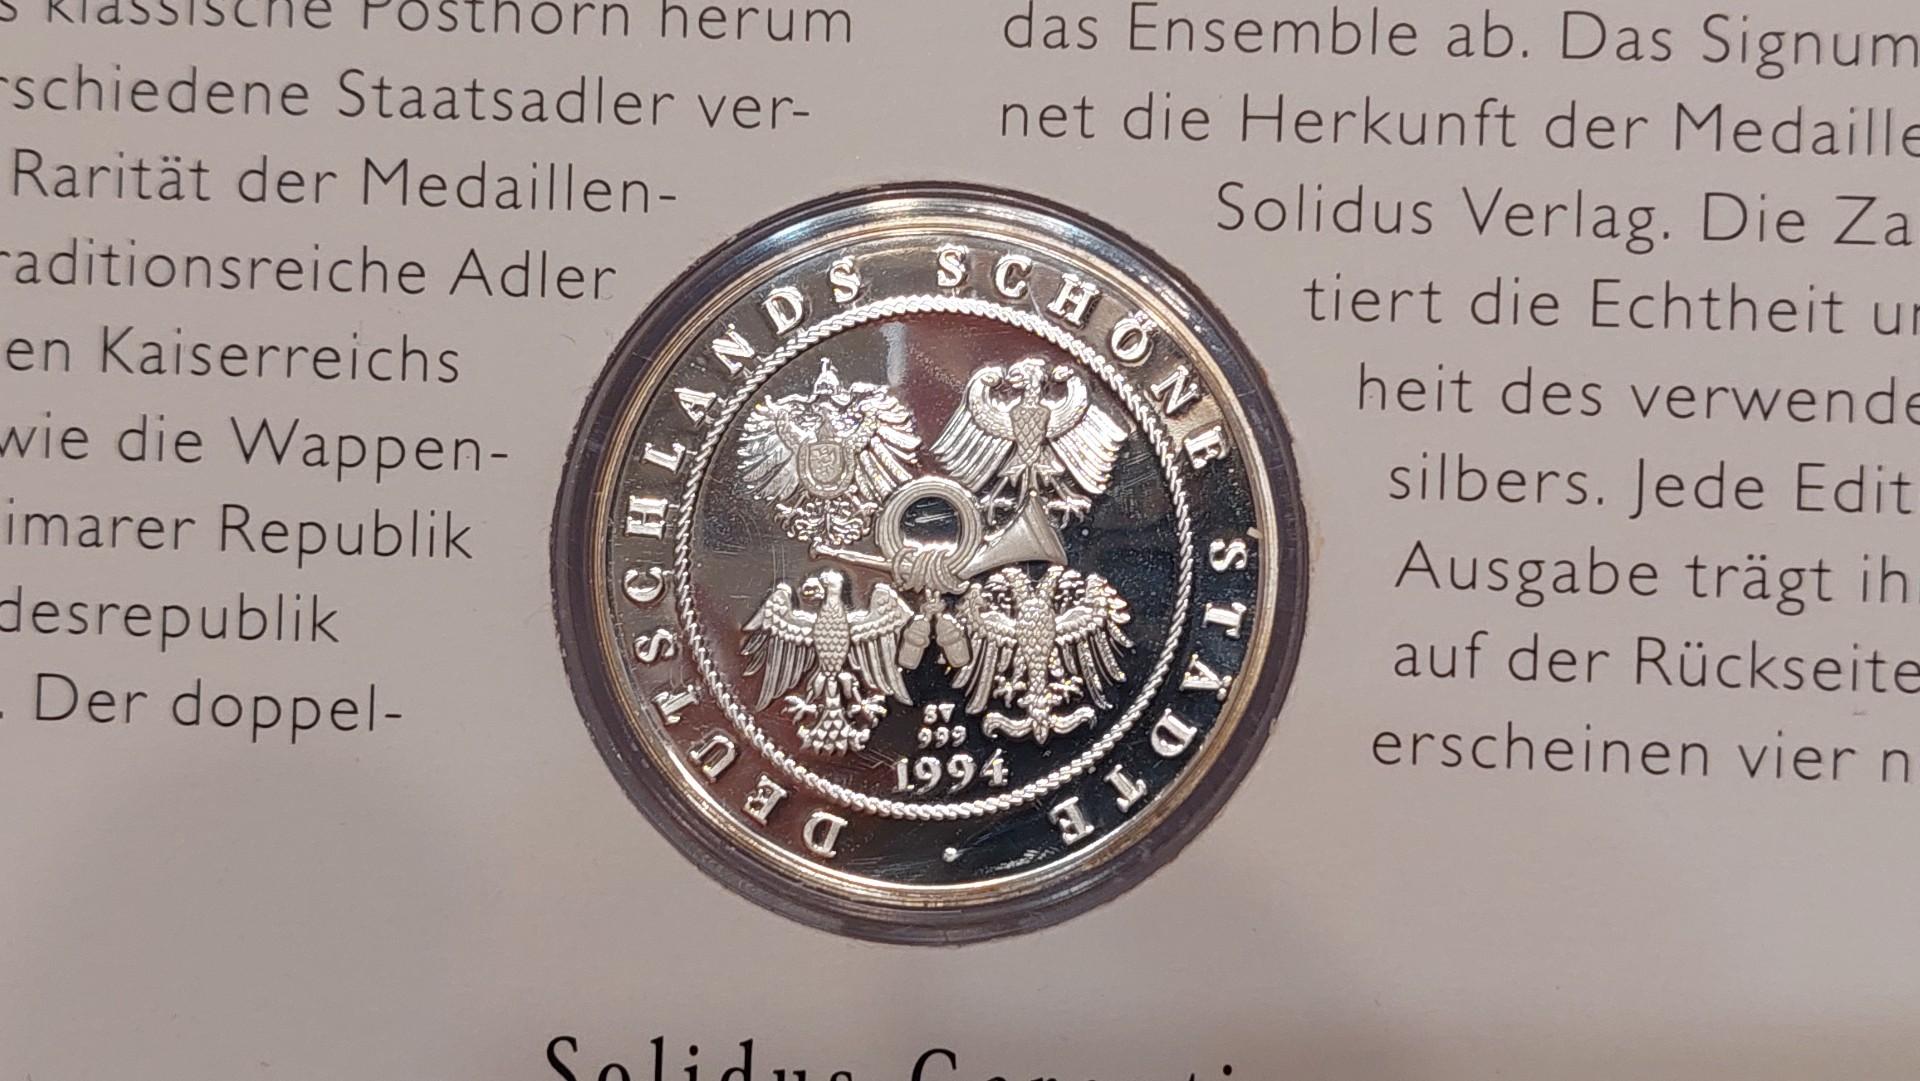 klassische Posthorn herum
rschiedene Staatsadler ver-
Rarität der Medaillen-
raditionsreiche Adler
en Kaiserreichs
wie die Wappen-
imarer Republik
desrepublik
. Der doppel-
DEUTSCHLANDS SCHÖNE STÄDTE
SV
999
1994
das Ensemble ab. Das Signum
net die Herkunft der Medaille
Solidus Verlag. Die Za
tiert die Echtheit un
heit des verwende
silbers. Jede Edit
Ausgabe trägt ih
auf der Rückseite
erscheinen vier n
Solidus